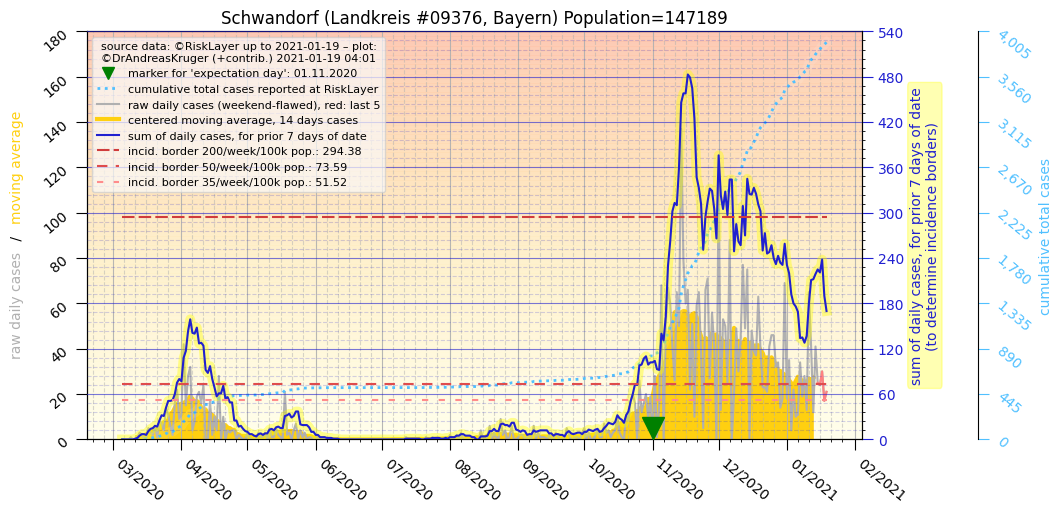 Schwandorf (Landkreis #09376, Bayern) Population=147189
source data: ©RiskLayer up to 2021-01-19 – plot:
©DrAndreasKruger (+contrib.) 2021-01-19 04:01
marker for 'expectation day': 01.11.2020
cumulative total cases reported at RiskLayer
raw daily cases (weekend-flawed), red: last 5
centered moving average, 14 days cases
sum of daily cases, for prior 7 days of date
incid. border 200/week/100k pop.: 294.38
incid. border 50/week/100k pop.: 73.59
incid. border 35/week/100k pop.: 51.52
raw daily cases / moving average
180
160
140
120
100
80
60
40
20
0
03/2020
04/2020
05/2020
06/2020
07/2020
08/2020
09/2020
10/2020
11/2020
12/2020
01/2021
02/2021
540
480
420
360
300
240
180
120
60
0
sum of daily cases, for prior 7 days of date
(to determine incidence borders)
4,005
3,560
3,115
2,670
2,225
1,780
1,335
890
445
0
cumulative total cases